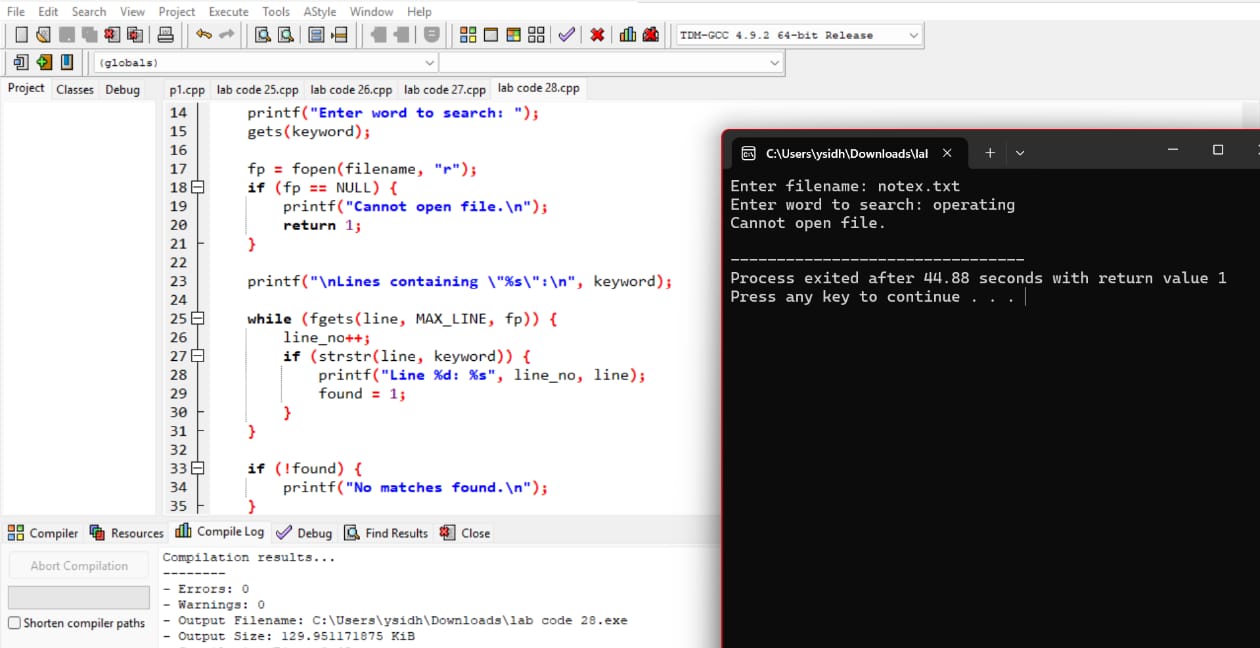 File Edit Search View Project Execute Tools AStyle Window Help
TDM-GCC 4.9.2 64-bit Release
(globals)
Project Classes Debug
p1.cpp lab code 25.cpp lab code 26.cpp lab code 27.cpp lab code 28.cpp
14 printf("Enter word to search: ");
15 gets(keyword);
16
17 fp = fopen(filename, "r");
18 if (fp == NULL) {
19 printf("Cannot open file.\n");
20 return 1;
21 }
22
23 printf("\nLines containing \"%s\":\n", keyword);
24
25 while (fgets(line, MAX_LINE, fp)) {
26 line_no++;
27 if (strstr(line, keyword)) {
28 printf("Line %d: %s", line_no, line);
29 found = 1;
30 }
31 }
32
33 if (!found) {
34 printf("No matches found.\n");
35 }
C:\Users\ysidh\Downloads\lal
Enter filename: notex.txt
Enter word to search: operating
Cannot open file.
--------------------------------
Process exited after 44.88 seconds with return value 1
Press any key to continue . . .
Compiler Resources Compile Log Debug Find Results Close
Abort Compilation
Shorten compiler paths
Compilation results...
--------
- Errors: 0
- Warnings: 0
- Output Filename: C:\Users\ysidh\Downloads\lab code 28.exe
- Output Size: 129.951171875 KiB